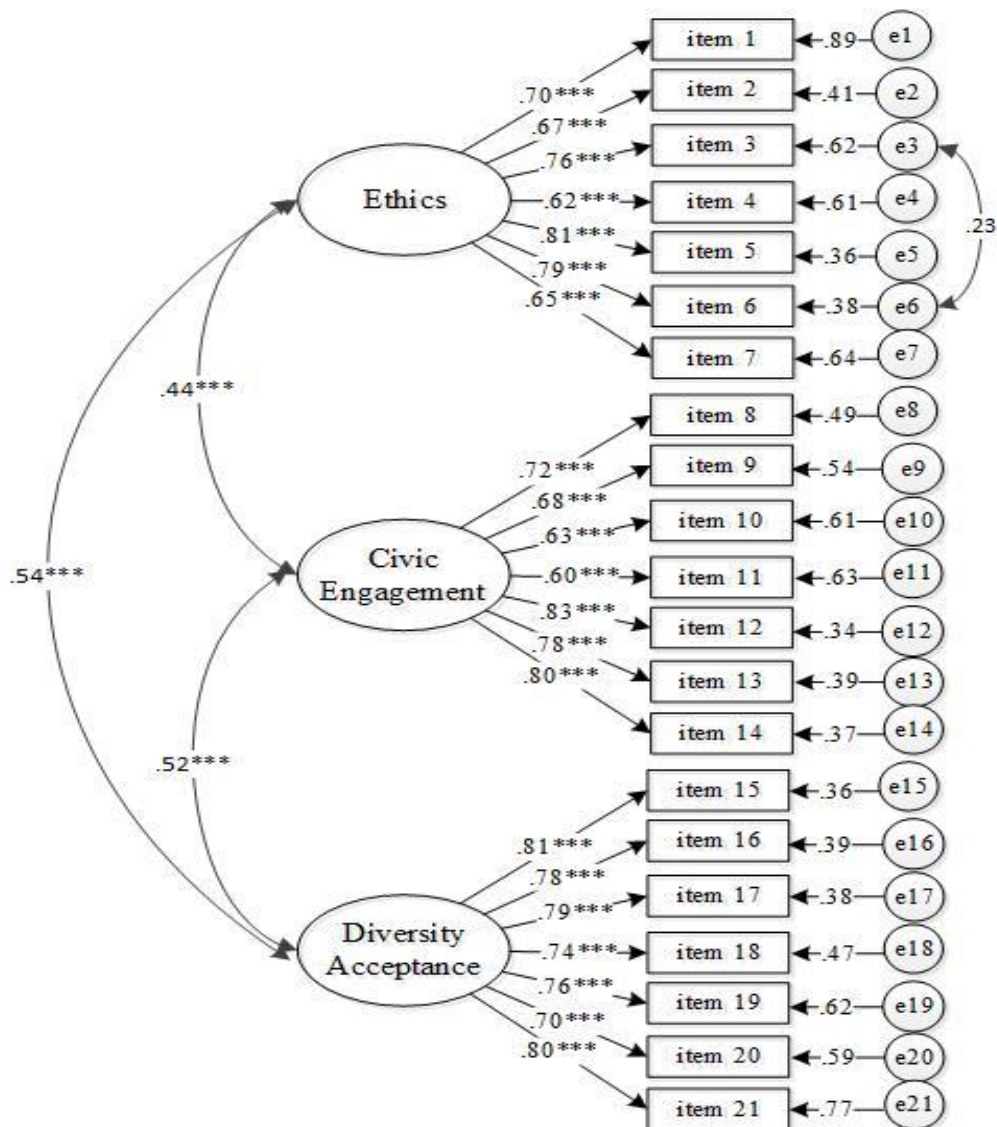 item 1 .89 e1
.70***
item 2 .41 e2
.67***
item 3 .62 e3
.76***
Ethics
.62*** item 4 .61 e4
.23
.81*** item 5 .36 e5
.79***
item 6 .38 e6
.65***
item 7 .64 e7
.44***
item 8 .49 e8
.72***
item 9 .54 e9
.68***
item 10 .61 e10
.63***
Civic
Engagement
.54***
.60*** item 11 .63 e11
.83*** item 12 .34 e12
.78***
item 13 .39 e13
.80***
item 14 .37 e14
.52***
item 15 .36 e15
.81***
item 16 .39 e16
.78***
item 17 .38 e17
.79***
Diversity
Acceptance
.74*** item 18 .47 e18
.76*** item 19 .62 e19
.70***
item 20 .59 e20
.80***
item 21 .77 e21